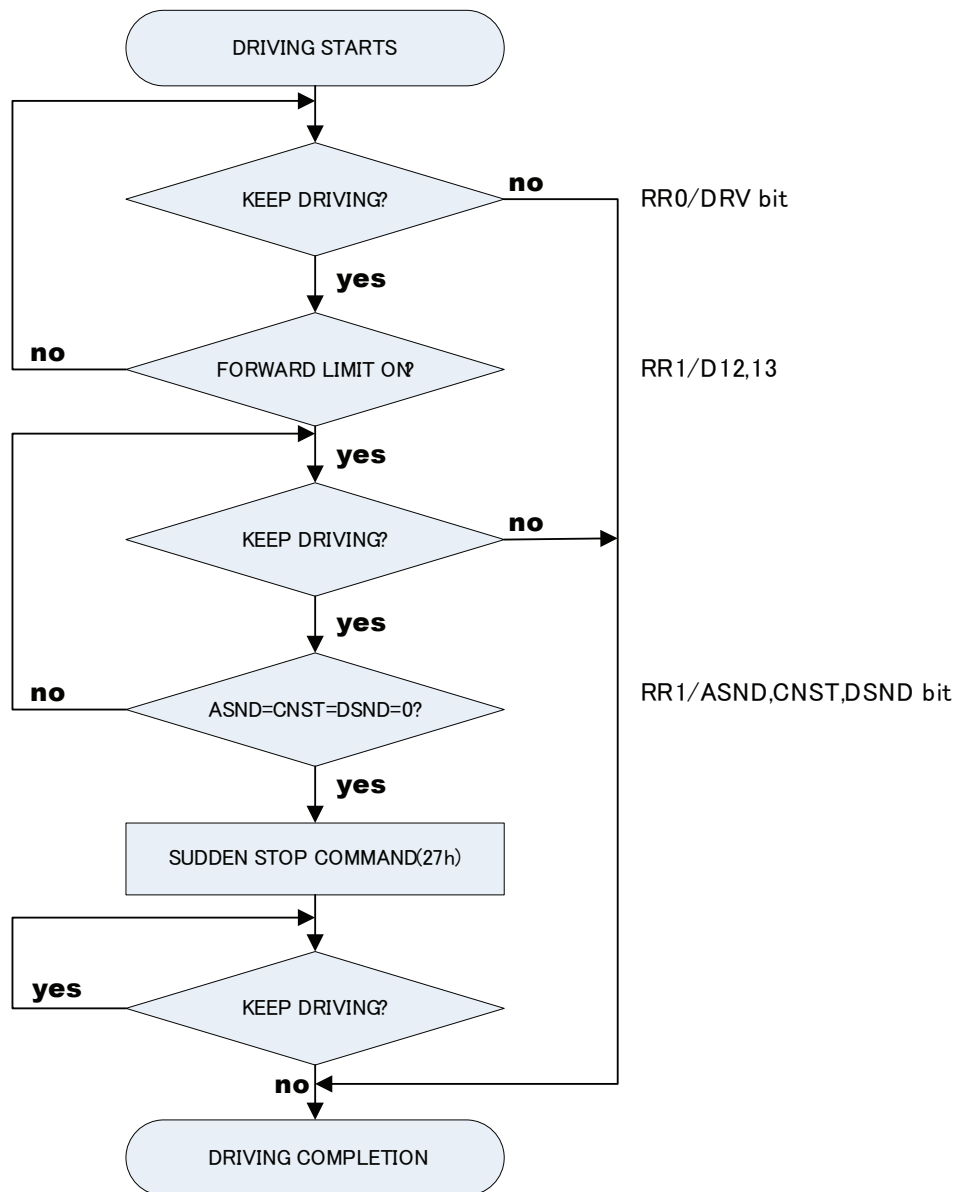 DRIVING STARTS
KEEP DRIVING?
no
RR0/DRV bit
yes
no
FORWARD LIMIT ON?
RR1/D12,13
yes
KEEP DRIVING?
no
yes
no
ASND=CNST=DSND=0?
RR1/ASND,CNST,DSND bit
yes
SUDDEN STOP COMMAND(27h)
yes
KEEP DRIVING?
no
DRIVING COMPLETION